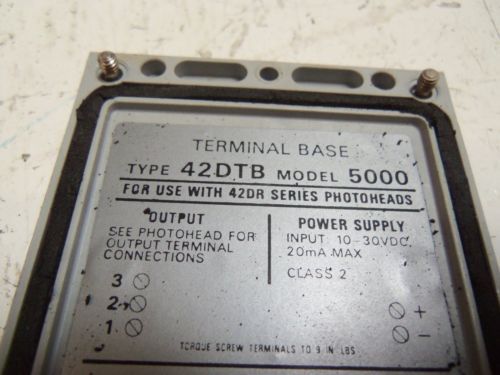 TERMINAL BASE
TYPE 42DTB MODEL 5000
FOR USE WITH 42DR SERIES PHOTOHEADS
OUTPUT
SEE PHOTOHEAD FOR
OUTPUT TERMINAL
CONNECTIONS
3
2
1
POWER SUPPLY
INPUT: 10-30VDC
20mA MAX
CLASS 2
+
−
TORQUE SCREW TERMINALS TO 9 IN. LBS